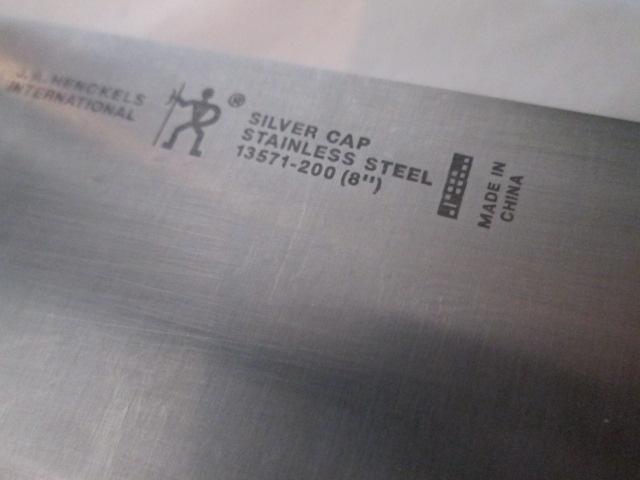 J.A. HENCKELS
INTERNATIONAL
®
SILVER CAP
STAINLESS STEEL
13571-200 (8")
MADE IN
CHINA